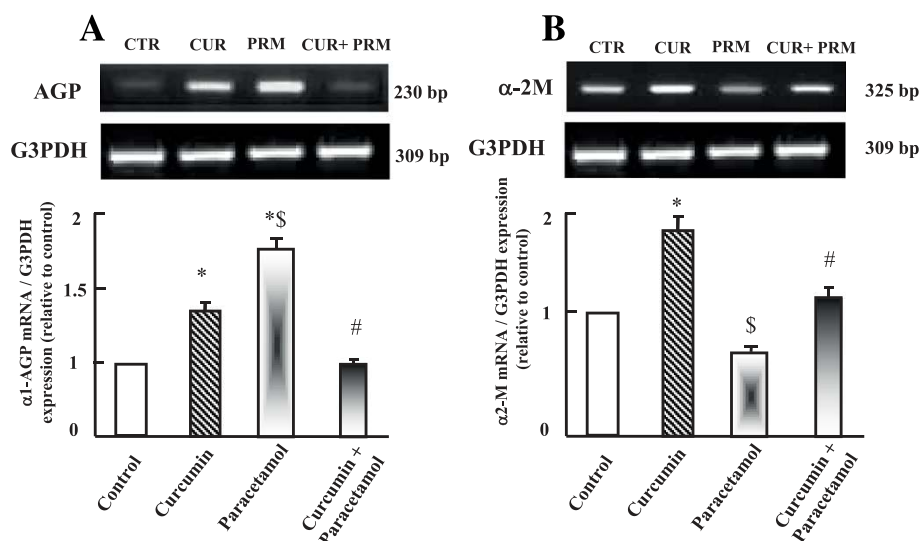 A
CTR CUR PRM CUR+ PRM
AGP
230 bp
G3PDH
309 bp
α1-AGP mRNA / G3PDH
expression (relative to control)
2
1.5
1
0
*
*$
#
Control
Curcumin
Paracetamol
Curcumin +
Paracetamol
B
CTR CUR PRM CUR+ PRM
α-2M
325 bp
G3PDH
309 bp
α2-M mRNA / G3PDH expression
(relative to control)
2
1
0
*
$
#
Control
Curcumin
Paracetamol
Curcumin +
Paracetamol